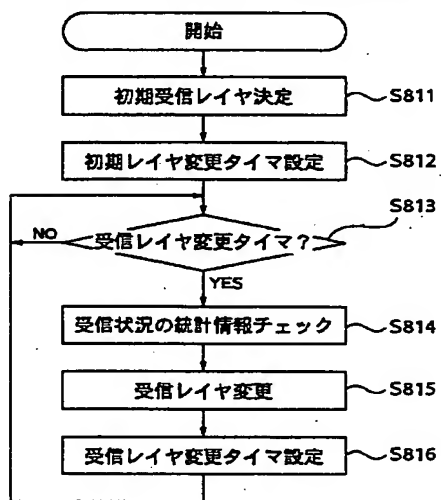 開始
初期受信レイヤ決定
S811
初期レイヤ変更タイマ設定
S812
S813
NO
受信レイヤ変更タイマ?
YES
受信状況の統計情報チェック
S814
受信レイヤ変更
S815
受信レイヤ変更タイマ設定
S816